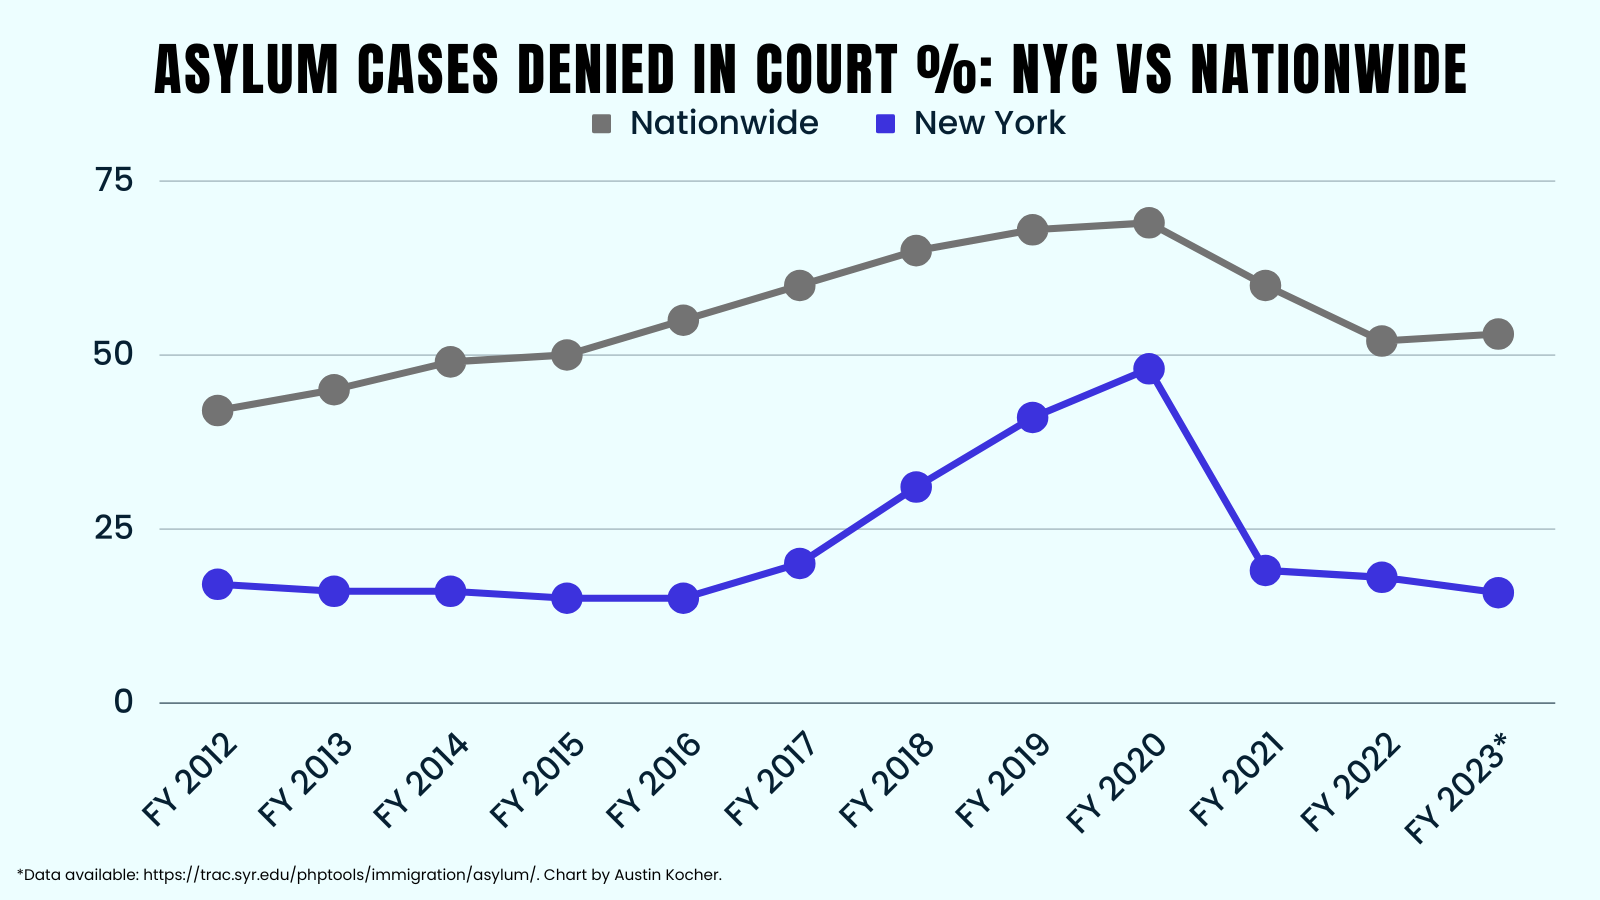 ASYLUM CASES DENIED IN COURT %: NYC VS NATIONWIDE
Nationwide New York
75
50
25
0
FY 2012
FY 2013
FY 2014
FY 2015
FY 2016
FY 2017
FY 2018
FY 2019
FY 2020
FY 2021
FY 2022
FY 2023*
*Data available: https://trac.syr.edu/phptools/immigration/asylum/. Chart by Austin Kocher.